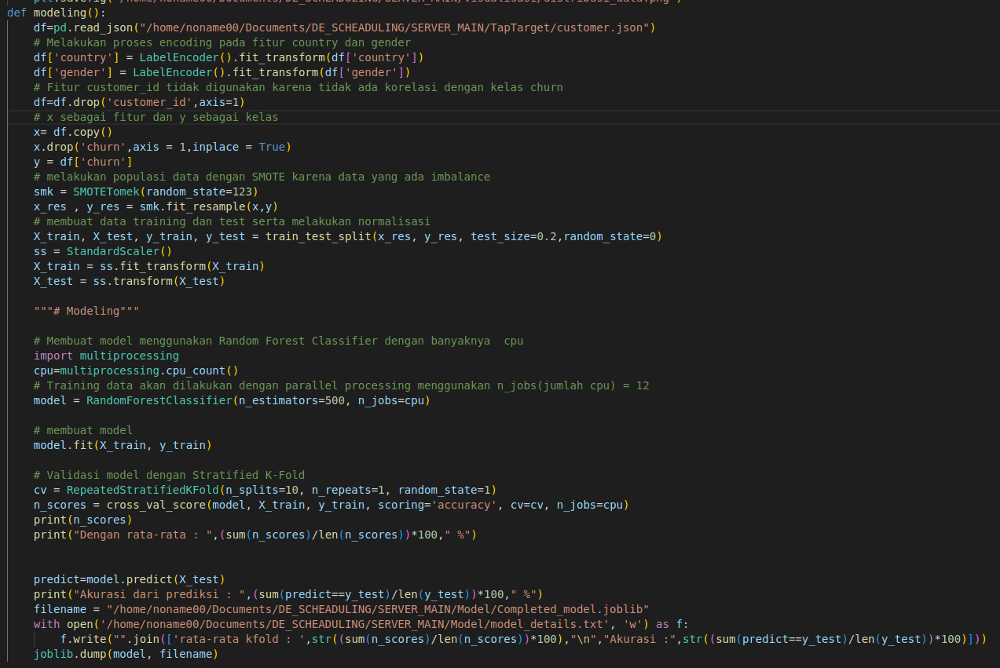 def modeling():
    df=pd.read_json("/home/noname00/Documents/DE_SCHEADULING/SERVER_MAIN/TapTarget/customer.json")
    # Melakukan proses encoding pada fitur country dan gender
    df['country'] = LabelEncoder().fit_transform(df['country'])
    df['gender'] = LabelEncoder().fit_transform(df['gender'])
    # Fitur customer_id tidak digunakan karena tidak ada korelasi dengan kelas churn
    df=df.drop('customer_id',axis=1)
    # x sebagai fitur dan y sebagai kelas
    x= df.copy()
    x.drop('churn',axis = 1,inplace = True)
    y = df['churn']
    # melakukan populasi data dengan SMOTE karena data yang ada imbalance
    smk = SMOTETomek(random_state=123)
    x_res , y_res = smk.fit_resample(x,y)
    # membuat data training dan test serta melakukan normalisasi
    X_train, X_test, y_train, y_test = train_test_split(x_res, y_res, test_size=0.2,random_state=0)
    ss = StandardScaler()
    X_train = ss.fit_transform(X_train)
    X_test = ss.transform(X_test)
    """# Modeling"""
    # Membuat model menggunakan Random Forest Classifier dengan banyaknya  cpu
    import multiprocessing
    cpu=multiprocessing.cpu_count()
    # Training data akan dilakukan dengan parallel processing menggunakan n_jobs(jumlah cpu) = 12
    model = RandomForestClassifier(n_estimators=500, n_jobs=cpu)
    # membuat model
    model.fit(X_train, y_train)
    # Validasi model dengan Stratified K-Fold
    cv = RepeatedStratifiedKFold(n_splits=10, n_repeats=1, random_state=1)
    n_scores = cross_val_score(model, X_train, y_train, scoring='accuracy', cv=cv, n_jobs=cpu)
    print(n_scores)
    print("Dengan rata-rata : ",(sum(n_scores)/len(n_scores))*100," %")
    predict=model.predict(X_test)
    print("Akurasi dari prediksi : ",(sum(predict==y_test)/len(y_test))*100," %")
    filename = "/home/noname00/Documents/DE_SCHEADULING/SERVER_MAIN/Model/Completed_model.joblib"
    with open('/home/noname00/Documents/DE_SCHEADULING/SERVER_MAIN/Model/model_details.txt', 'w') as f:
        f.write("".join(['rata-rata kfold : ',str((sum(n_scores)/len(n_scores))*100),"\n","Akurasi :",str((sum(predict==y_test)/len(y_test))*100)]))
    joblib.dump(model, filename)